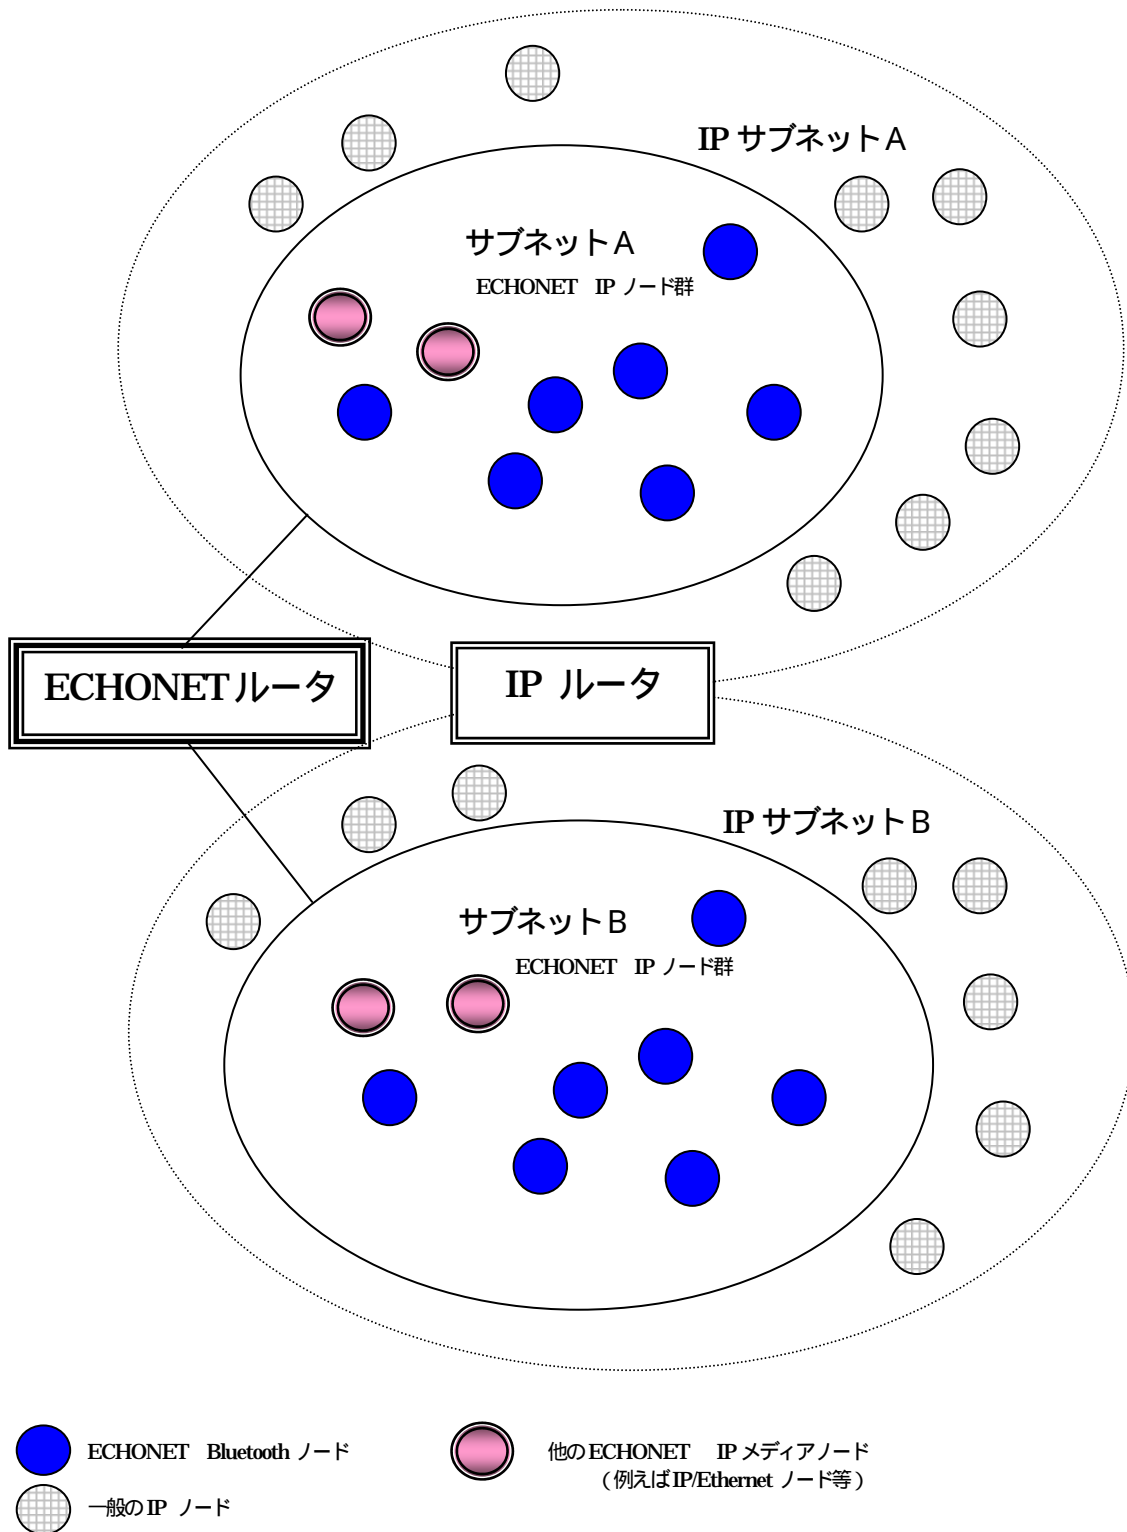 IP サブネットA
サブネットA
ECHONET IP ノード群
ECHONETルータ
IP ルータ
IP サブネットB
サブネットB
ECHONET IP ノード群
ECHONET Bluetooth ノード
他のECHONET IPメディアノード
(例えばIP/Ethernet ノード等)
一般のIP ノード